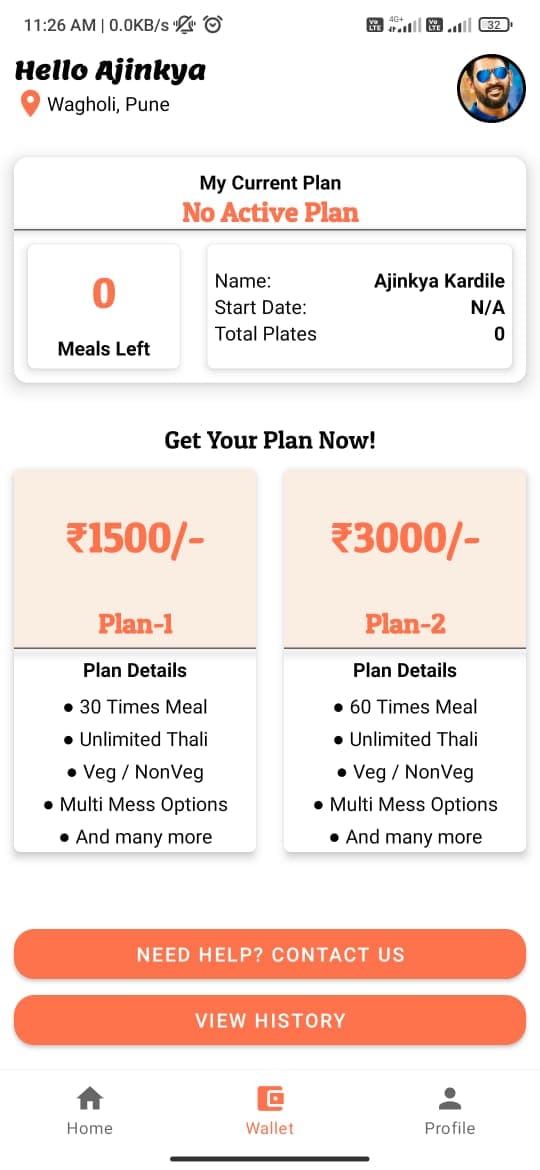 11:26 AM | 0.0KB/s
Vo LTE 4G+ Vo LTE 32
Hello Ajinkya
Wagholi, Pune
My Current Plan
No Active Plan
0
Meals Left
Name: Ajinkya Kardile
Start Date: N/A
Total Plates 0
Get Your Plan Now!
₹1500/-
Plan-1
Plan Details
● 30 Times Meal
● Unlimited Thali
● Veg / NonVeg
● Multi Mess Options
● And many more
₹3000/-
Plan-2
Plan Details
● 60 Times Meal
● Unlimited Thali
● Veg / NonVeg
● Multi Mess Options
● And many more
NEED HELP? CONTACT US
VIEW HISTORY
Home
Wallet
Profile